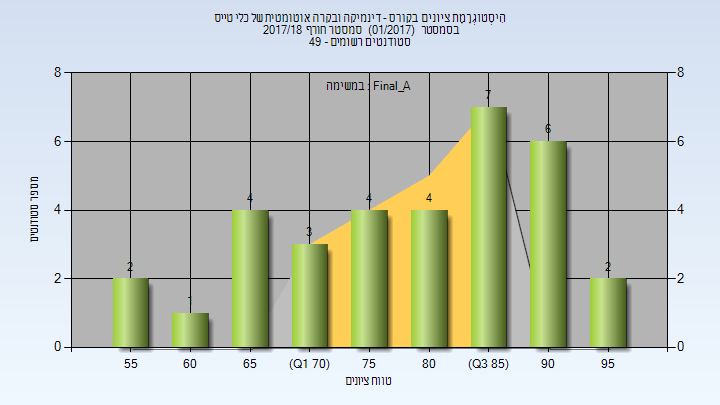 היסטוגרמת ציונים בקורס - דינמיקה ובקרה אוטומטית של כלי טייס
בסמסטר (01/2017) סמסטר חורף 2017/18
סטודנטים רשומים - 49
במשימה : Final_A
מספר סטודנטים
8 8
6 6
4 4
2 2
0 0
2 1 4 3 4 4 7 6 2
55 60 65 (Q1 70) 75 80 (Q3 85) 90 95
טווח ציונים